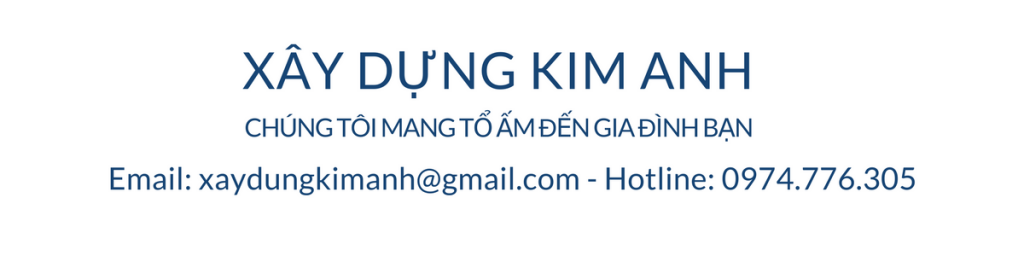 XÂY DỰNG KIM ANH
CHÚNG TÔI MANG TỔ ẤM ĐẾN GIA ĐÌNH BẠN
Email: xaydungkimanh@gmail.com - Hotline: 0974.776.305